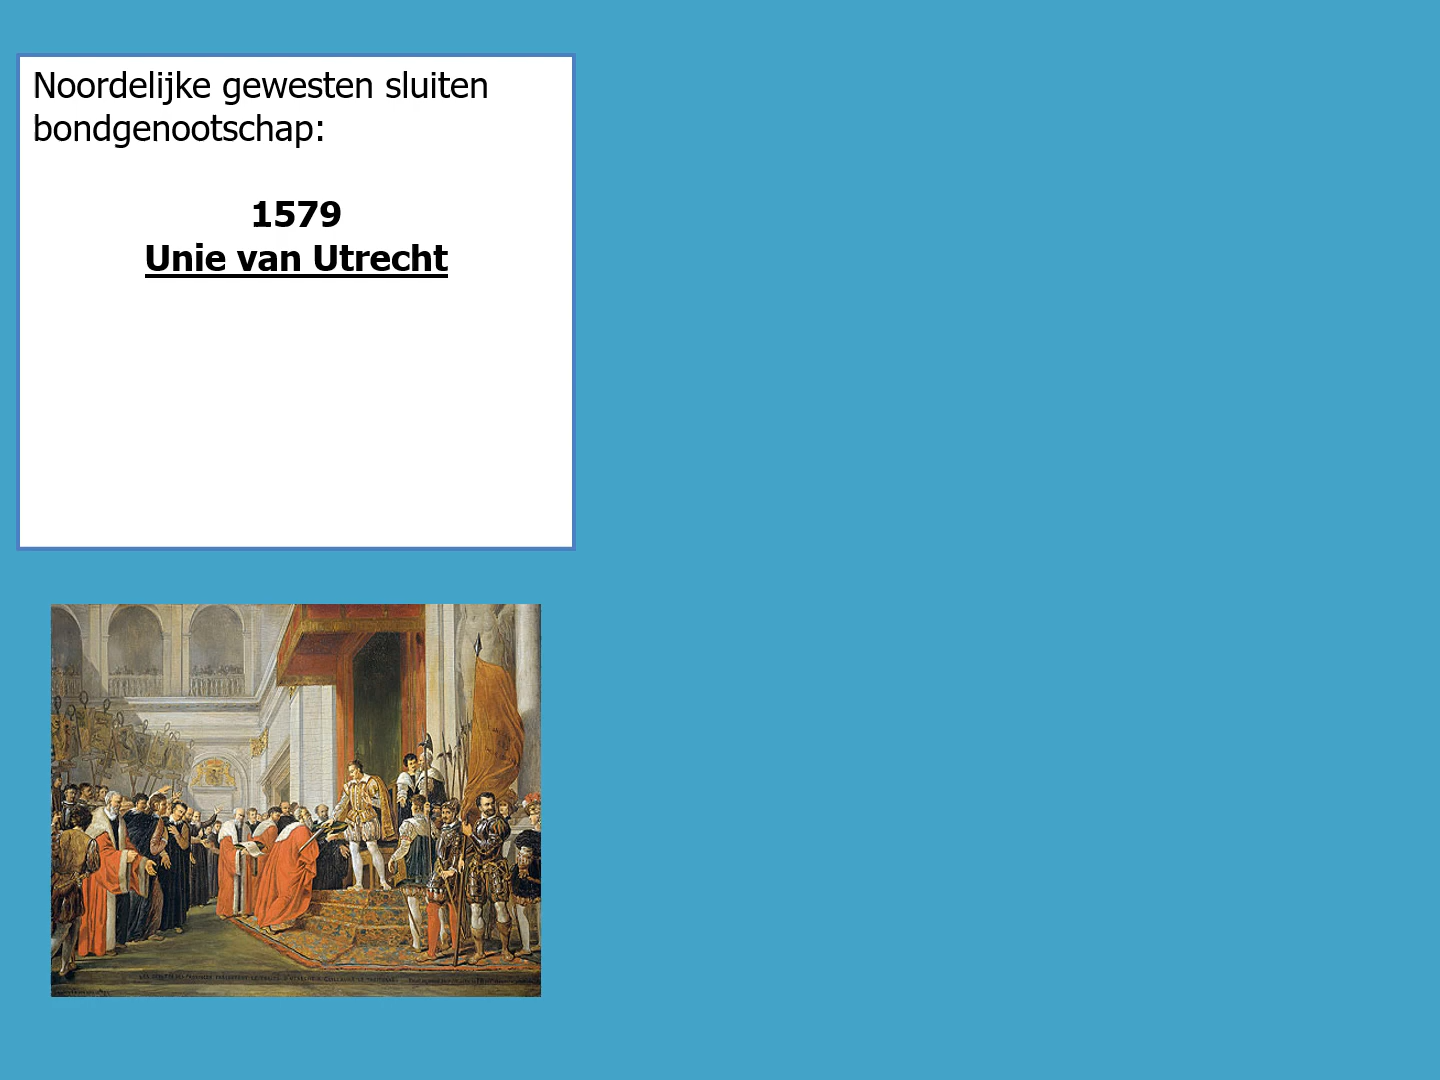 Noordelijke gewesten sluiten
bondgenootschap:
1579
Unie van Utrecht